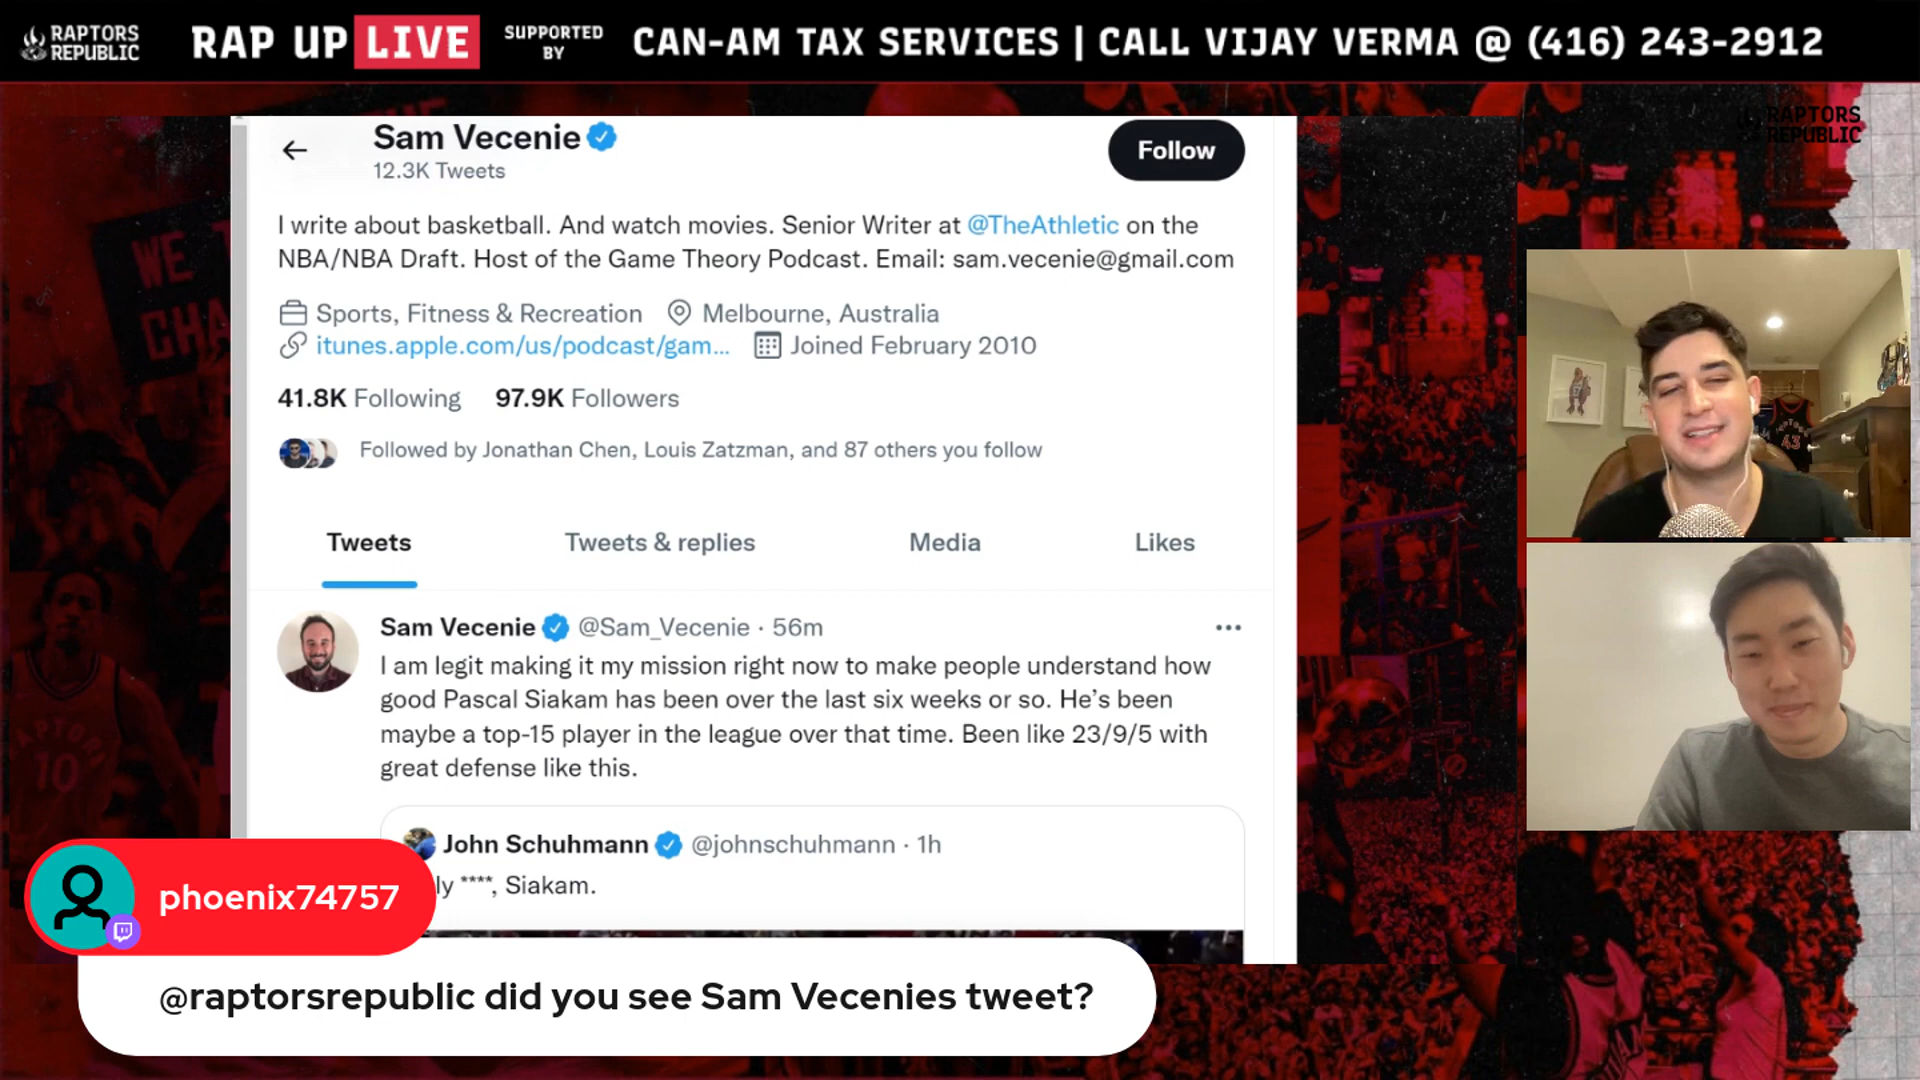 RAPTORS
REPUBLIC
RAP UP LIVE
SUPPORTED
BY
CAN-AM TAX SERVICES | CALL VIJAY VERMA @ (416) 243-2912
RAPTORS
REPUBLIC
Sam Vecenie
12.3K Tweets
Follow
I write about basketball. And watch movies. Senior Writer at @TheAthletic on the
NBA/NBA Draft. Host of the Game Theory Podcast. Email: sam.vecenie@gmail.com
Sports, Fitness & Recreation Melbourne, Australia
itunes.apple.com/us/podcast/gam... Joined February 2010
41.8K Following 97.9K Followers
Followed by Jonathan Chen, Louis Zatzman, and 87 others you follow
Tweets Tweets & replies Media Likes
Sam Vecenie @Sam_Vecenie · 56m
I am legit making it my mission right now to make people understand how
good Pascal Siakam has been over the last six weeks or so. He's been
maybe a top-15 player in the league over that time. Been like 23/9/5 with
great defense like this.
John Schuhmann @johnschuhmann · 1h
ly ****, Siakam.
phoenix74757
@raptorsrepublic did you see Sam Vecenies tweet?
WE
CHA
RAPTORS
10
43